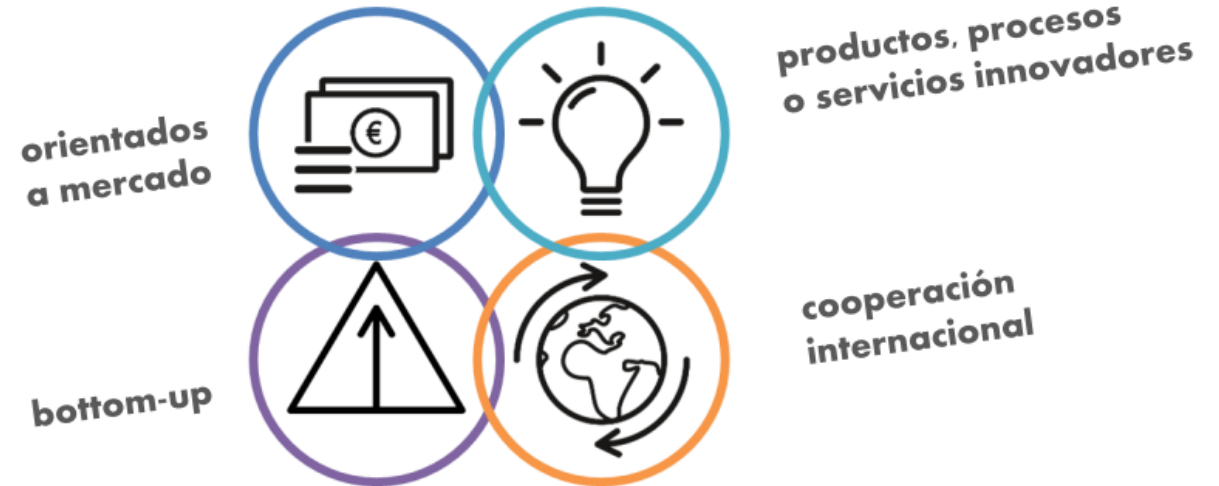 orientados
a mercado
productos, procesos
o servicios innovadores
€
bottom-up
cooperación
internacional